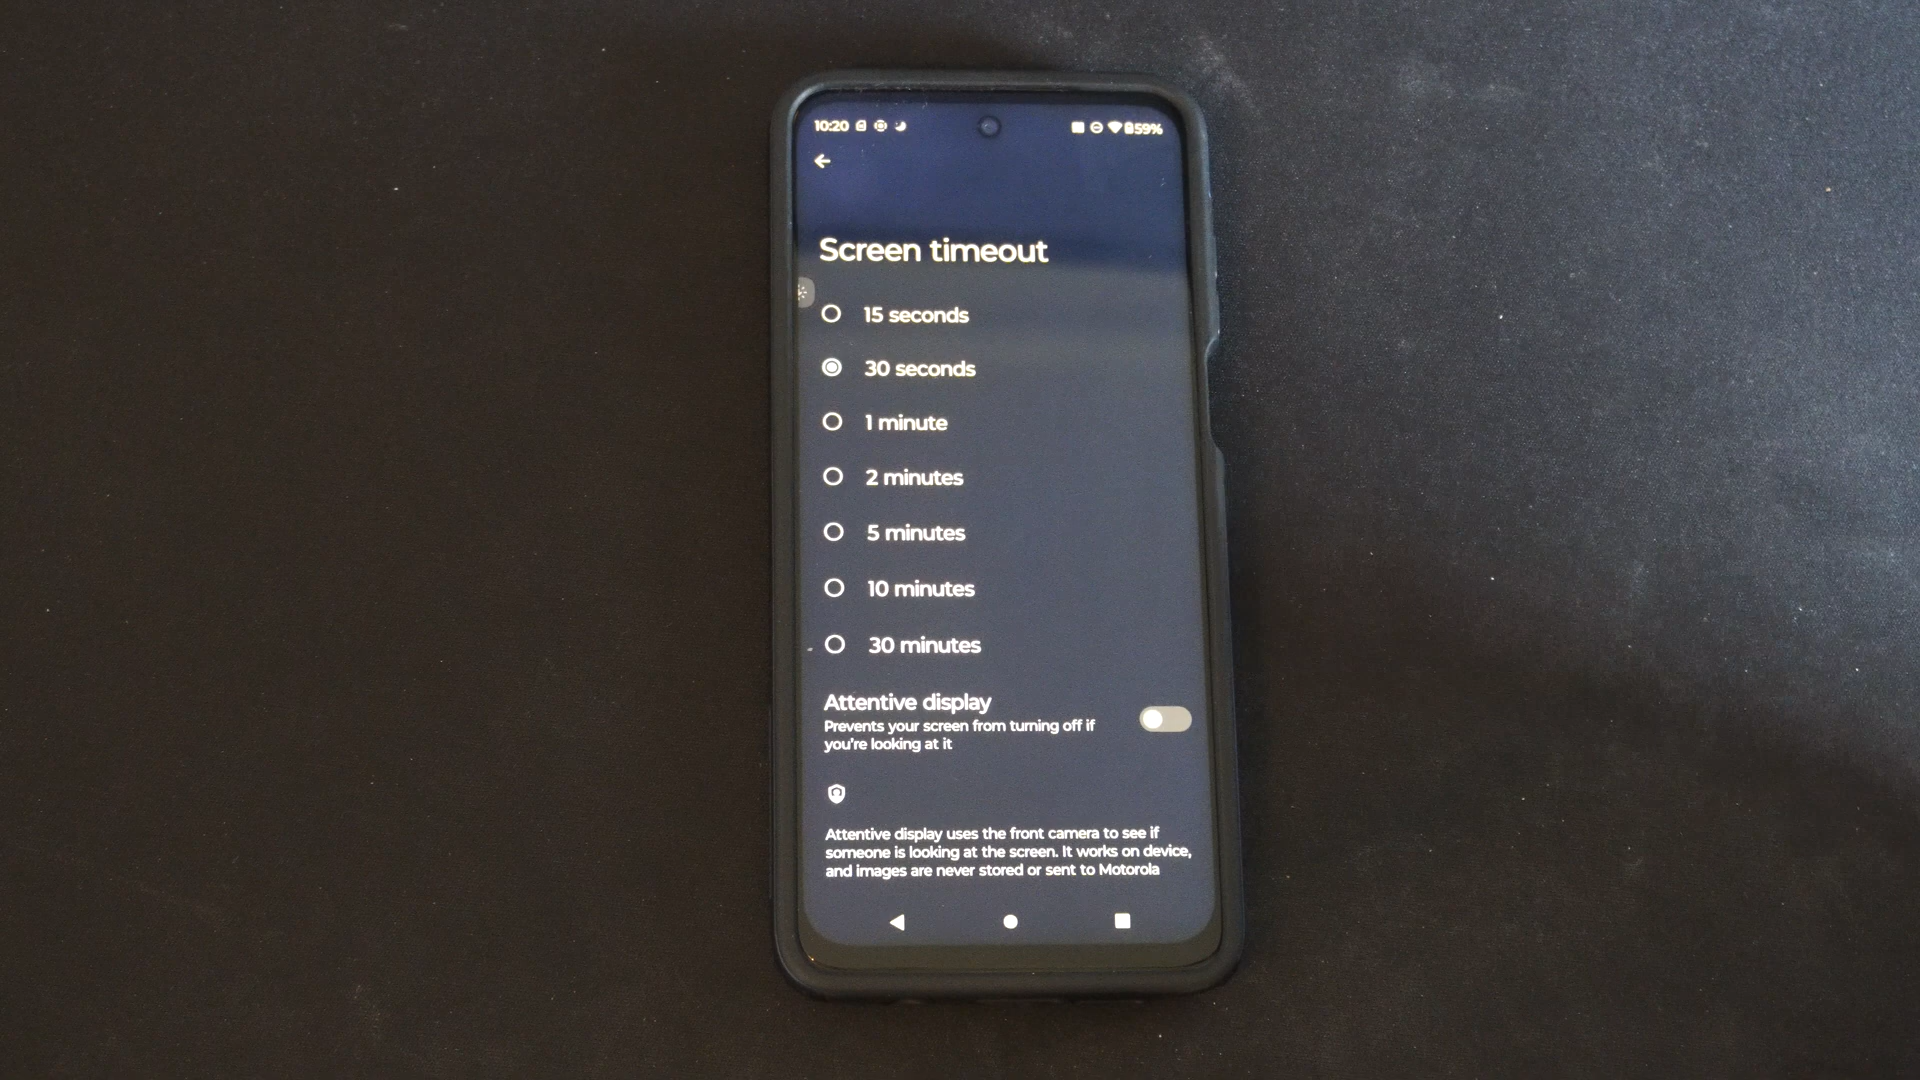 10:20 59%
Screen timeout
15 seconds
30 seconds
1 minute
2 minutes
5 minutes
10 minutes
30 minutes
Attentive display
Prevents your screen from turning off if
you're looking at it
Attentive display uses the front camera to see if
someone is looking at the screen. It works on device,
and images are never stored or sent to Motorola